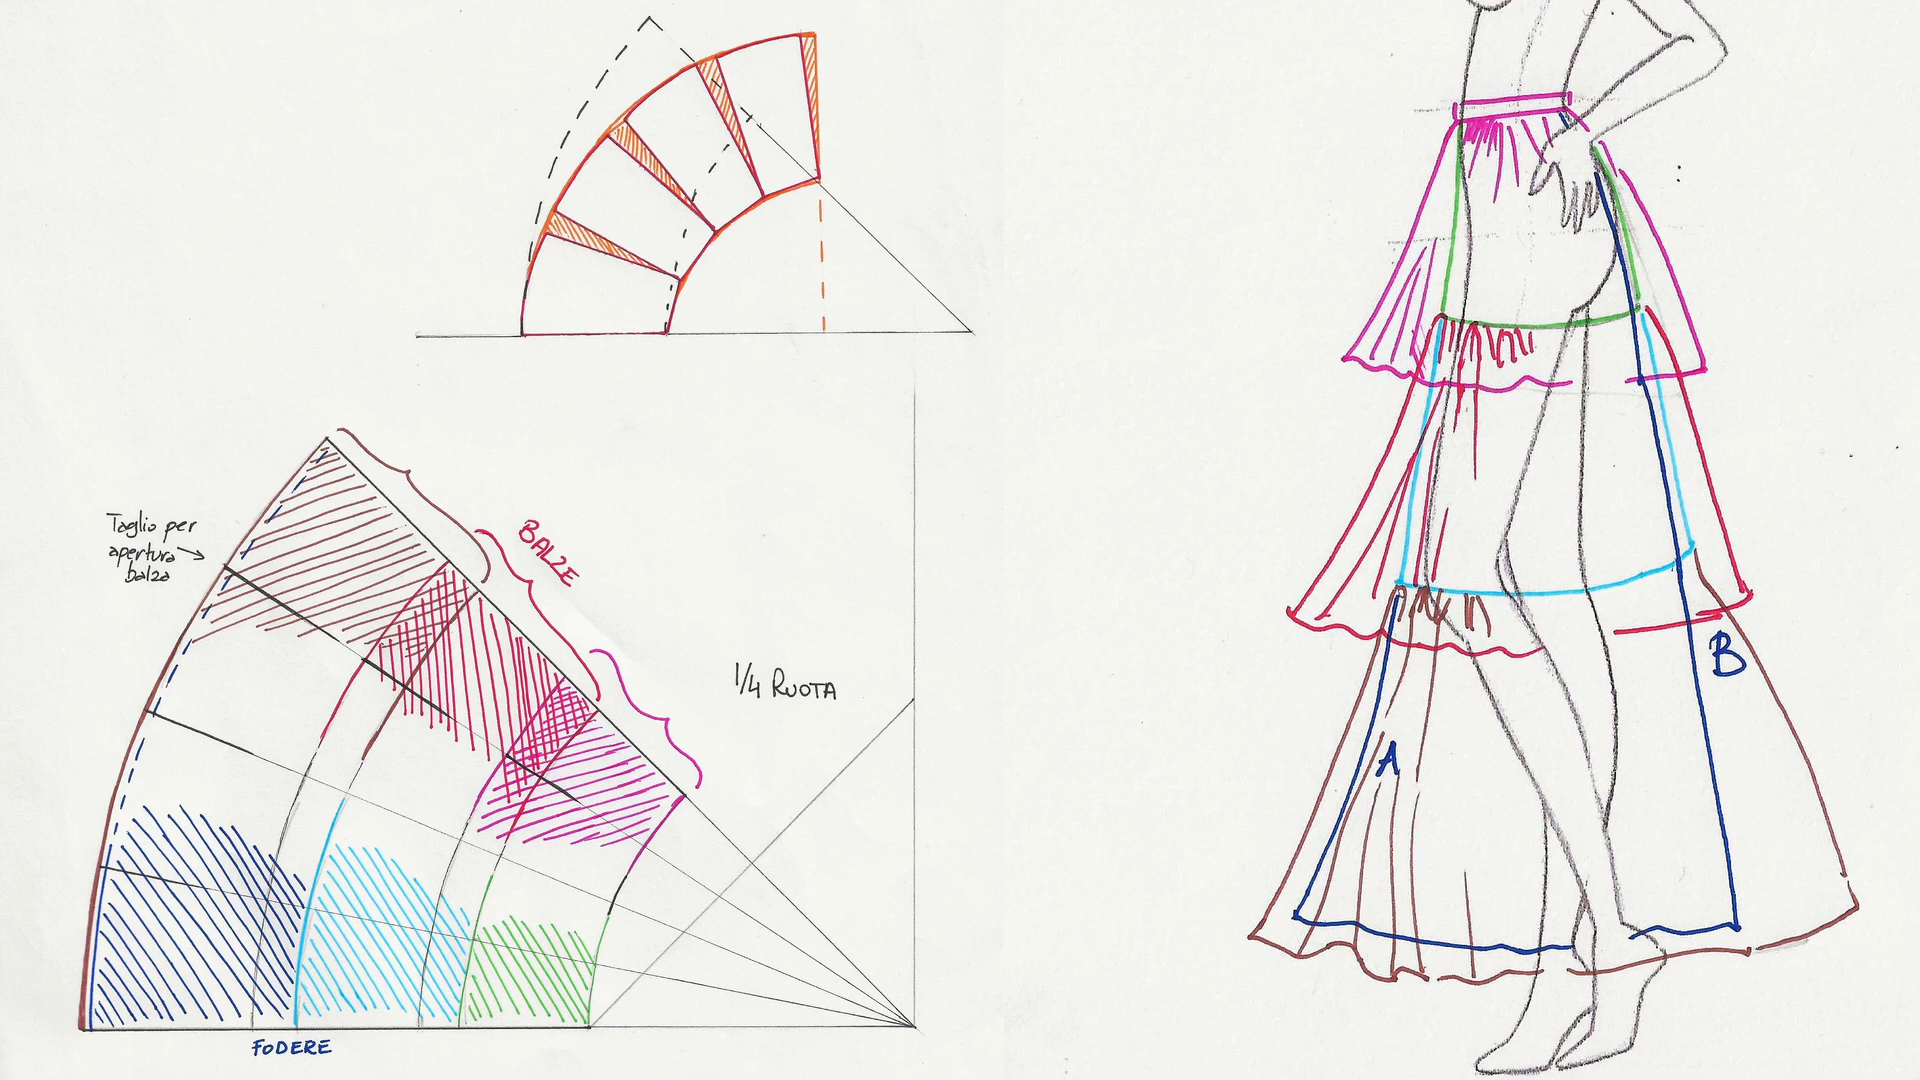 Taglio per
apertura
balza
BALZE
1/4 RUOTA
FODERE
A
B